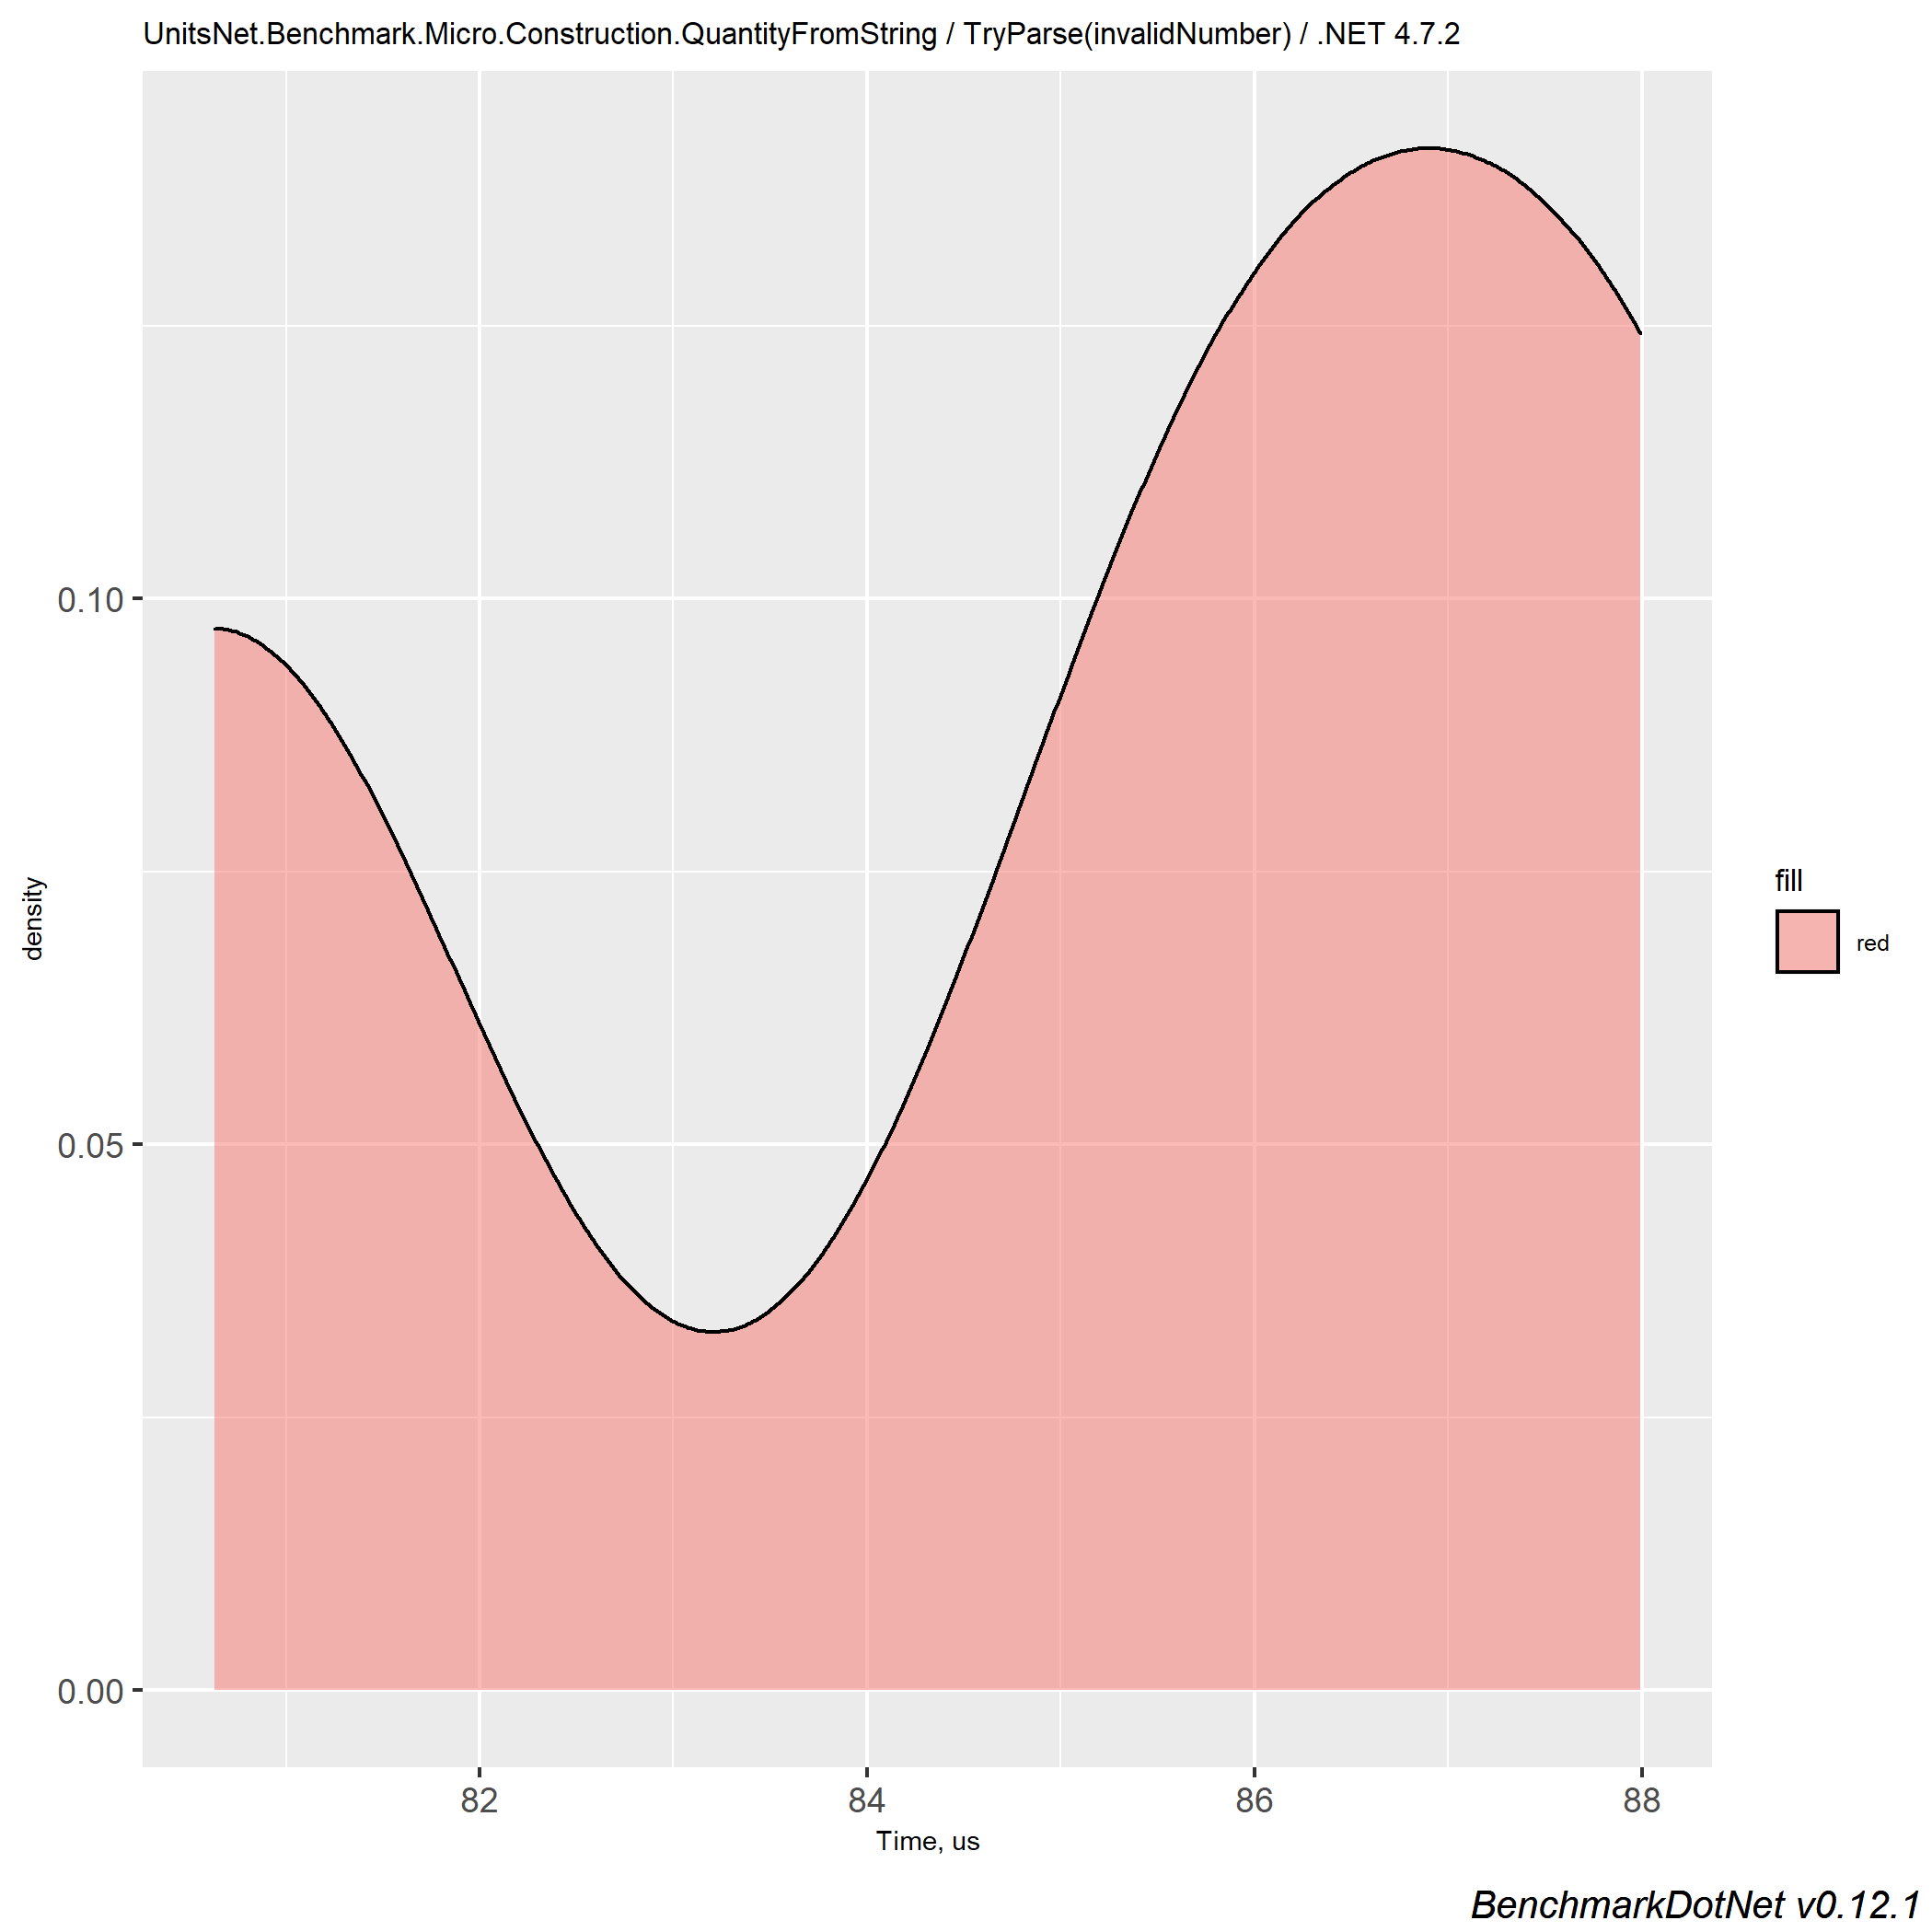 UnitsNet.Benchmark.Micro.Construction.QuantityFromString / TryParse(invalidNumber) / .NET 4.7.2
density
0.10
0.05
0.00
82
84
86
88
Time, us
fill
red
BenchmarkDotNet v0.12.1